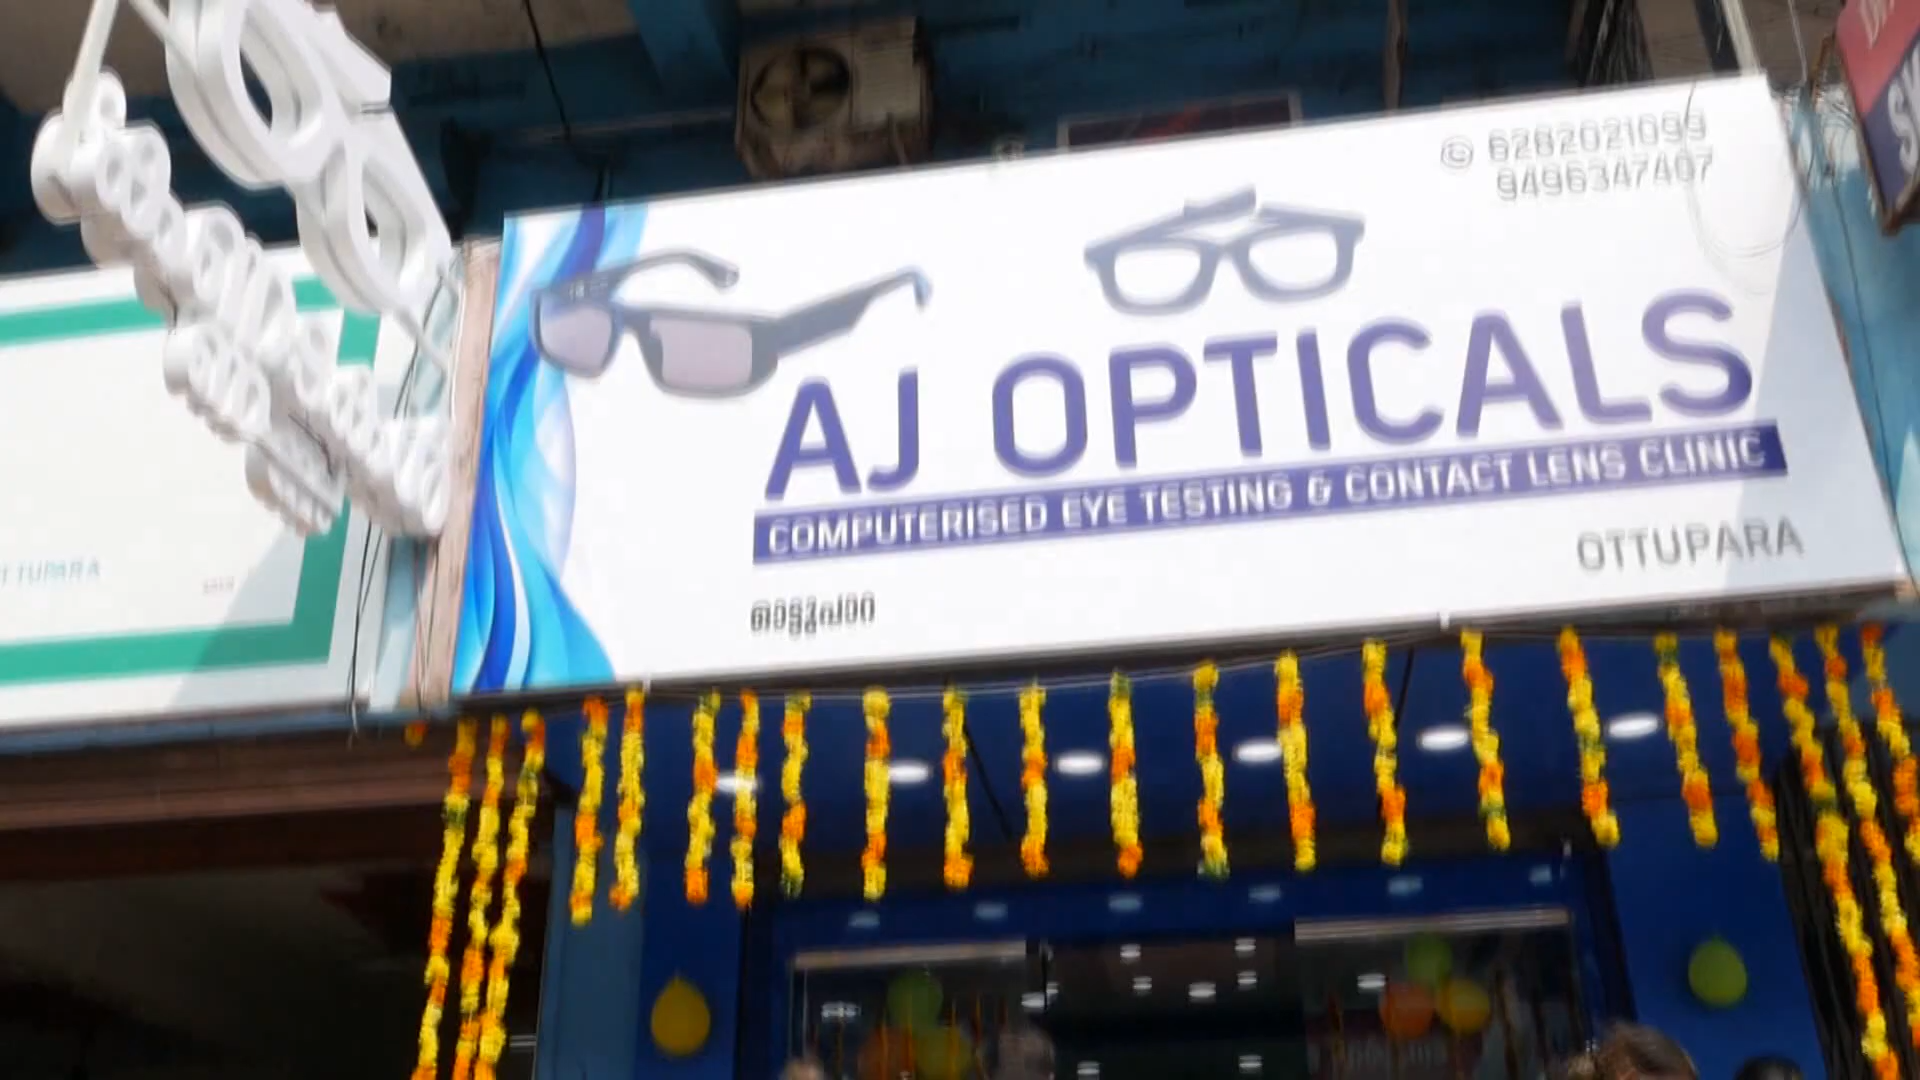 6282021099
9496347407
AJ OPTICALS
COMPUTERISED EYE TESTING & CONTACT LENS CLINIC
OTTUPARA
ഓട്ടുപാറ